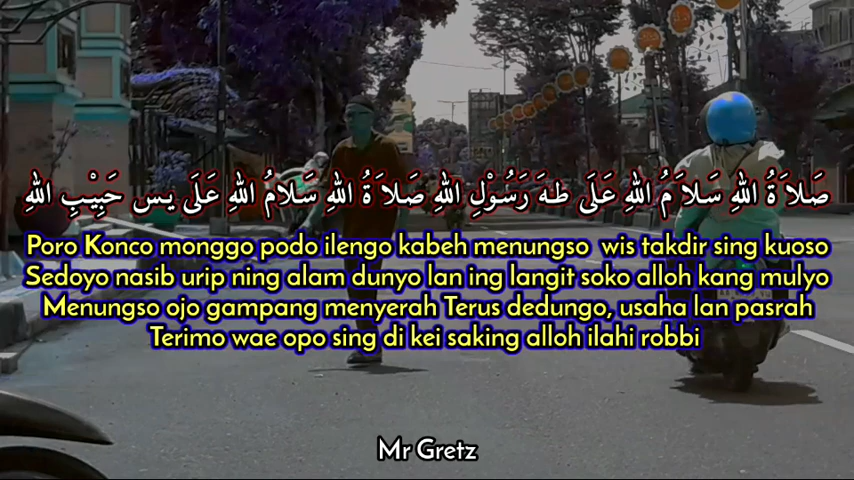 صَلاَةُ اللهِ سَلاَمُ اللهِ عَلَى طـهَ رَسُوْلِ اللهِ صَلاَةُ اللهِ سَلاَمُ اللهِ عَلَى يـس حَبِيْبِ اللهِ
Poro Konco monggo podo ilengo kabeh menungso wis takdir sing kuoso
Sedoyo nasib urip ning alam dunyo lan ing langit soko alloh kang mulyo
Menungso ojo gampang menyerah Terus dedungo, usaha lan pasrah
Terimo wae opo sing di kei saking alloh ilahi robbi
Mr Gretz